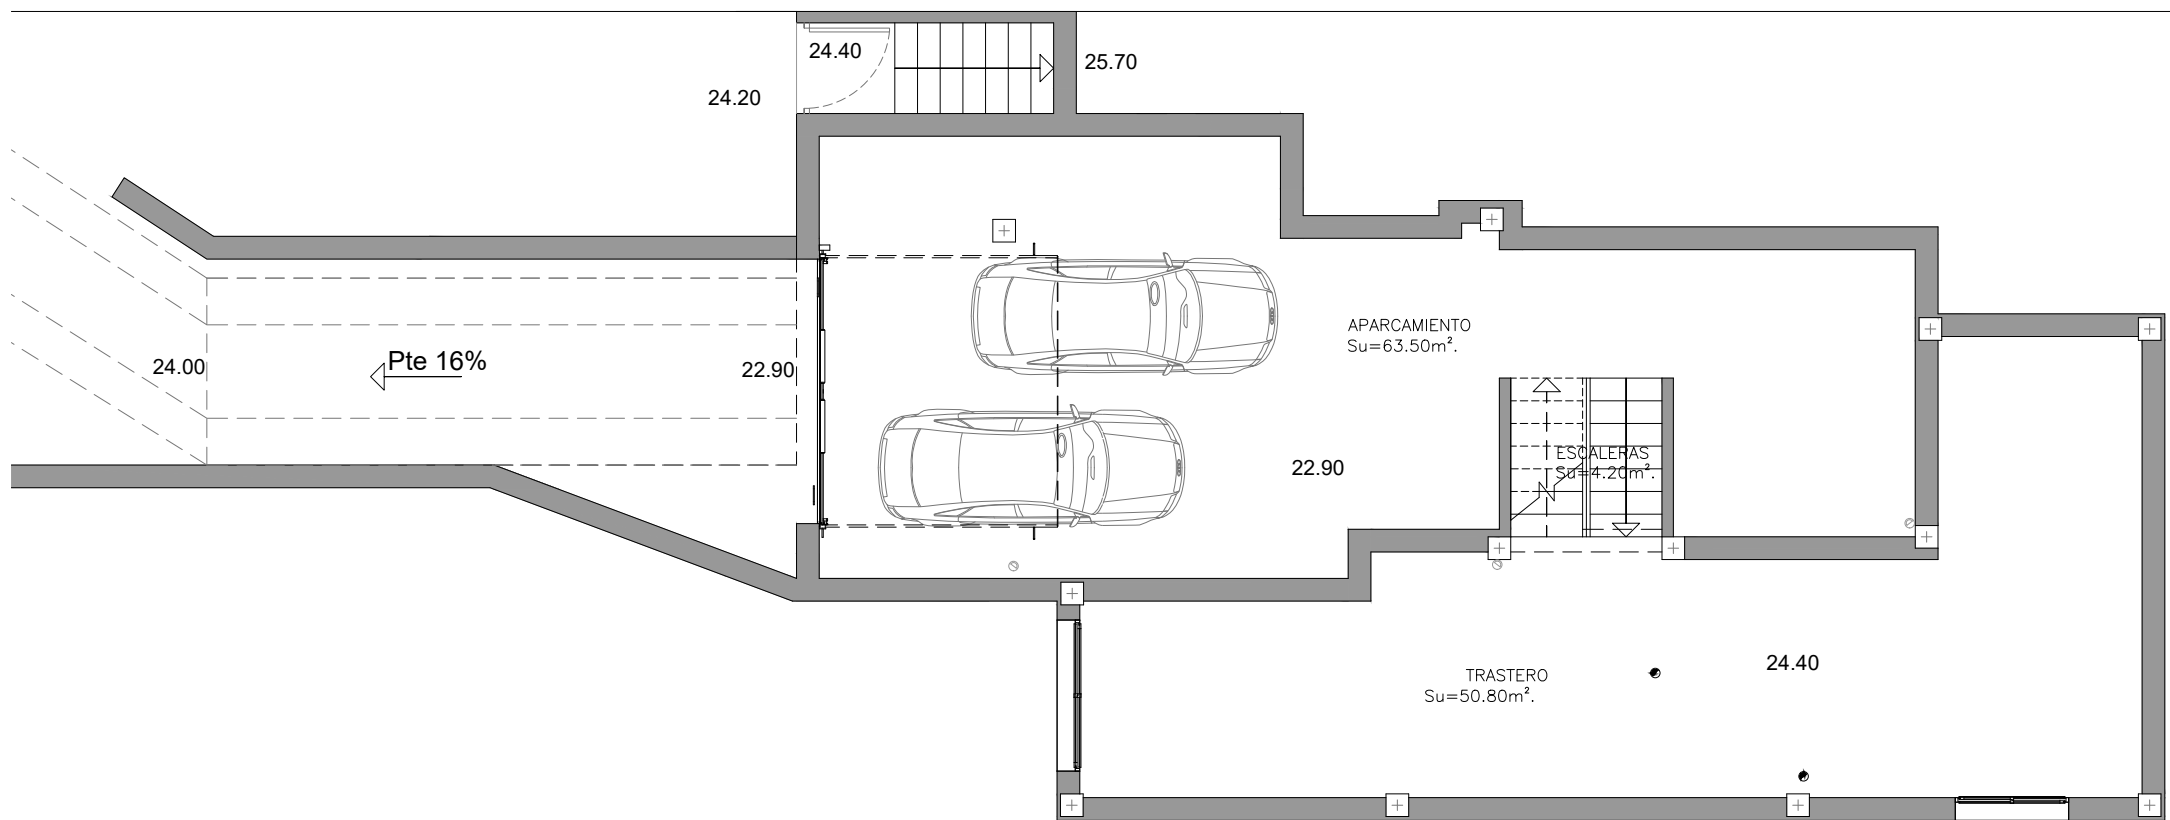 24.40
25.70
24.20
APARCAMIENTO
Su=63.50m².
24.00
Pte 16%
22.90
ESCALERAS
Su=4.20m².
22.90
TRASTERO
Su=50.80m².
24.40